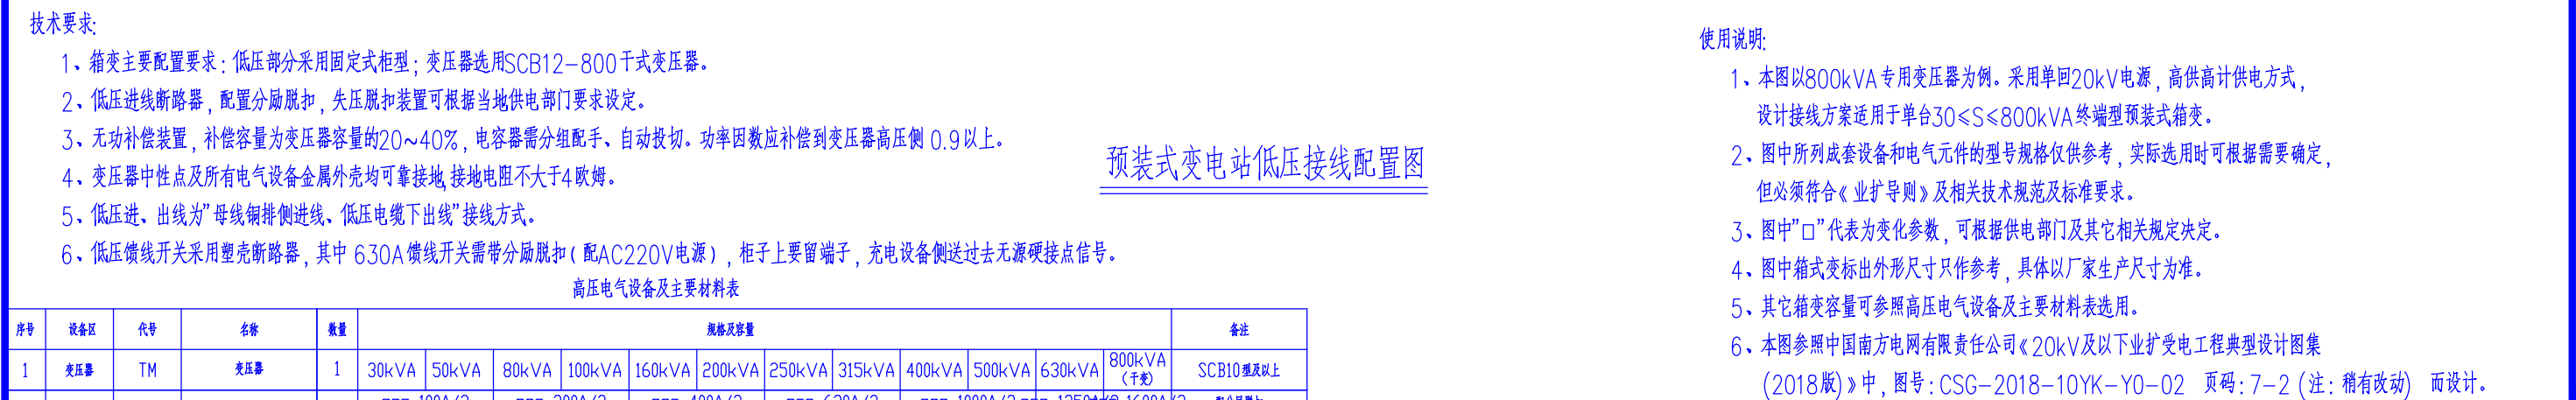 技术要求:
1、箱变主要配置要求：低压部分采用固定式柜型；变压器选用SCB12-800干式变压器。
2、低压进线断路器，配置分励脱扣，失压脱扣装置可根据当地供电部门要求设定。
3、无功补偿装置，补偿容量为变压器容量的20~40%，电容器需分组配手、自动投切。功率因数应补偿到变压器高压侧 0.9以上。
4、变压器中性点及所有电气设备金属外壳均可靠接地,接地电阻不大于4欧姆。
5、低压进、出线为"母线铜排侧进线、低压电缆下出线"接线方式。
6、低压馈线开关采用塑壳断路器，其中 630A馈线开关需带分励脱扣（配AC220V电源），柜子上要留端子，充电设备侧送过去无源硬接点信号。
预装式变电站低压接线配置图
使用说明:
1、本图以800kVA专用变压器为例。采用单回20kV电源，高供高计供电方式，
设计接线方案适用于单台30≤S≤800kVA终端型预装式箱变。
2、图中所列成套设备和电气元件的型号规格仅供参考，实际选用时可根据需要确定，
但必须符合《业扩导则》及相关技术规范及标准要求。
3、图中"□"代表为变化参数，可根据供电部门及其它相关规定决定。
4、图中箱式变标出外形尺寸只作参考，具体以厂家生产尺寸为准。
5、其它箱变容量可参照高压电气设备及主要材料表选用。
6、本图参照中国南方电网有限责任公司《20kV及以下业扩受电工程典型设计图集
(2018版)》中，图号：CSG-2018-10YK-Y0-02 页码：7-2 (注：稍有改动) 而设计。
高压电气设备及主要材料表
序号 设备区 代号 名称 数量 规格及容量 备注
1 变压器 TM 变压器 1 30kVA 50kVA 80kVA 100kVA 160kVA 200kVA 250kVA 315kVA 400kVA 500kVA 630kVA 800kVA (干变) SCB10型及以上